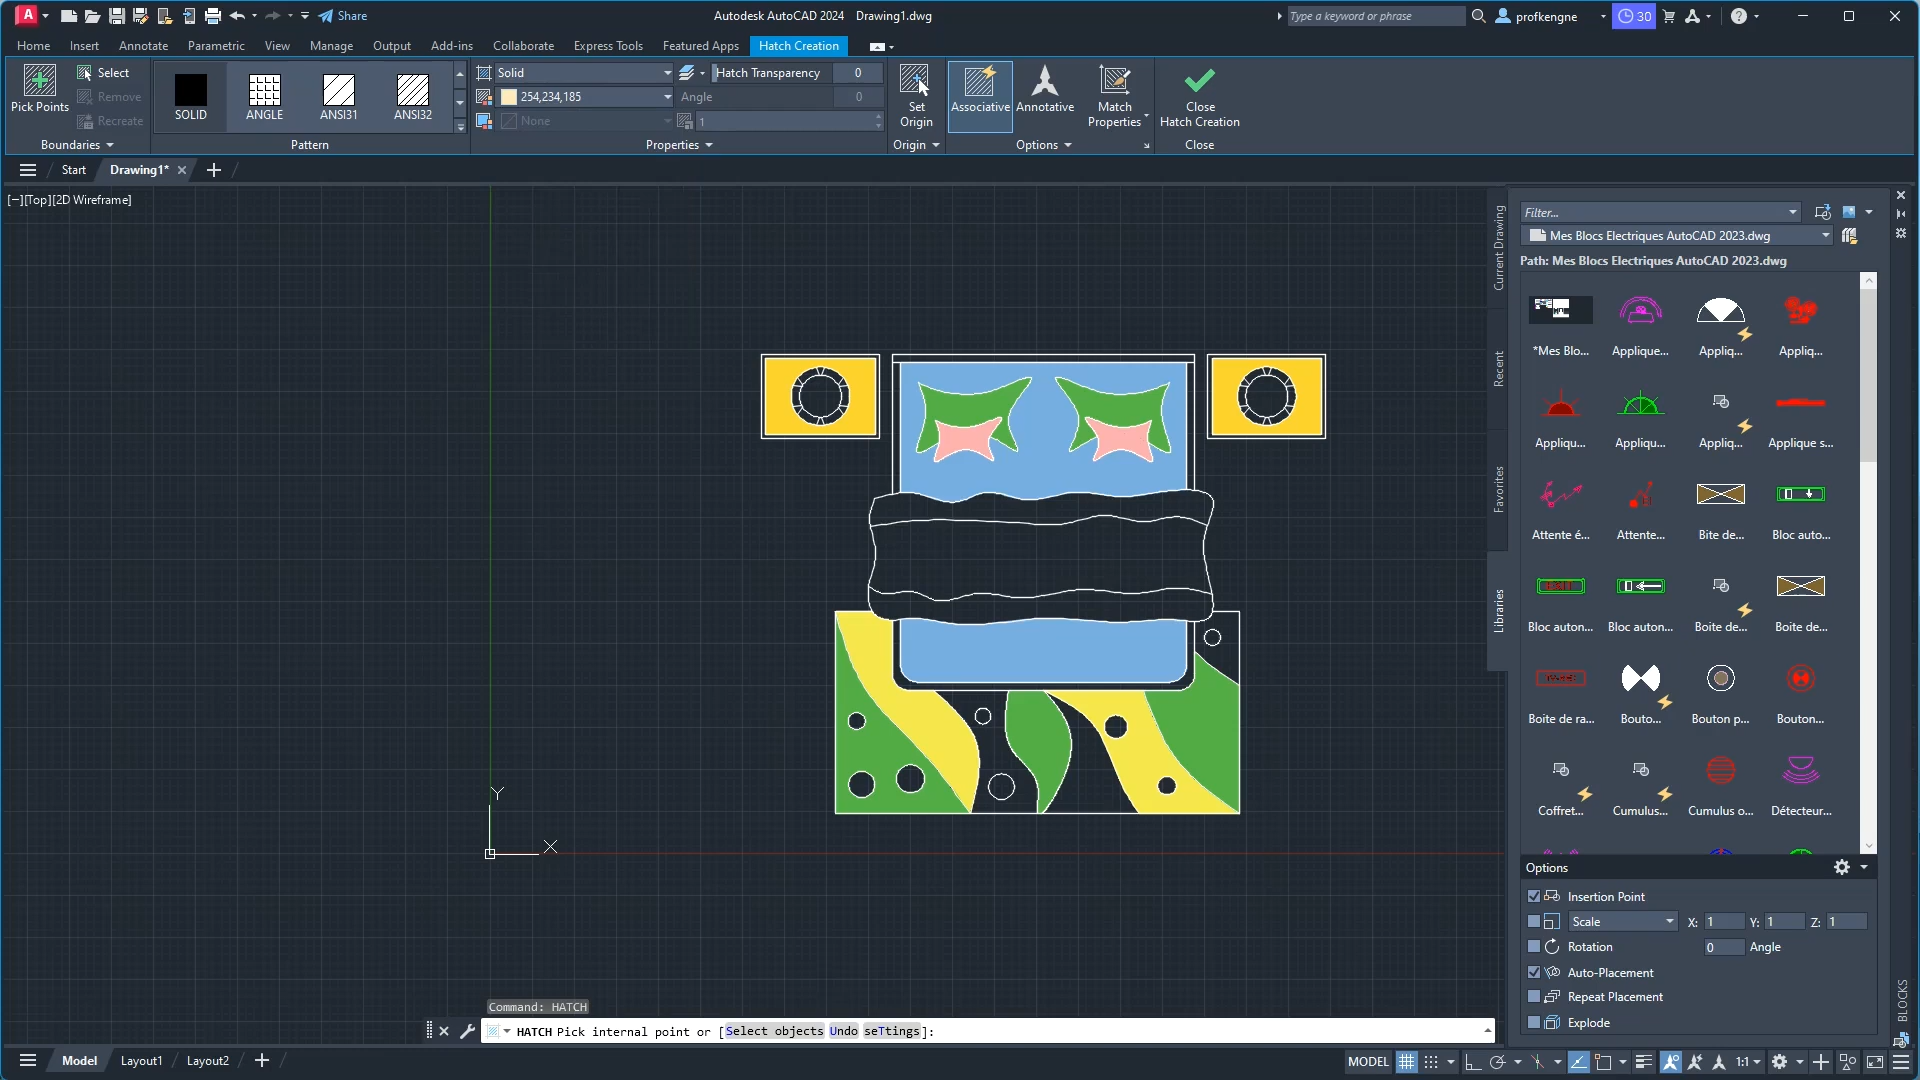 Share
Autodesk AutoCAD 2024 Drawing1.dwg
Type a keyword or phrase
profkengne
30
Home Insert Annotate Parametric View Manage Output Add-ins Collaborate Express Tools Featured Apps Hatch Creation
Pick Points
Select
Remove
Recreate
Boundaries
SOLID ANGLE ANSI31 ANSI32
Pattern
Solid
254,234,185
None
Hatch Transparency 0
Angle 0
1
Properties
Set
Origin
Origin
Associative
Annotative
Match
Properties
Options
Close
Hatch Creation
Close
Start Drawing1*
[−][Top][2D Wireframe]
Y
X
Command: HATCH
HATCH Pick internal point or [Select objects Undo seTtings]:
Current Drawing
Recent
Favorites
Libraries
Filter...
Mes Blocs Electriques AutoCAD 2023.dwg
Path: Mes Blocs Electriques AutoCAD 2023.dwg
*Mes Blo... Applique... Appliq... Appliq...
Appliqu... Appliqu... Appliq... Applique s...
Attente é... Attente... Bite de... Bloc auto...
Bloc auton... Bloc auton... Boite de... Boite de...
Boite de ra... Bouto... Bouton p... Bouton...
Coffret... Cumulus... Cumulus o... Détecteur...
Options
Insertion Point
Scale X: 1 Y: 1 Z: 1
Rotation 0 Angle
Auto-Placement
Repeat Placement
Explode
BLOCKS
Model Layout1 Layout2
MODEL
1:1